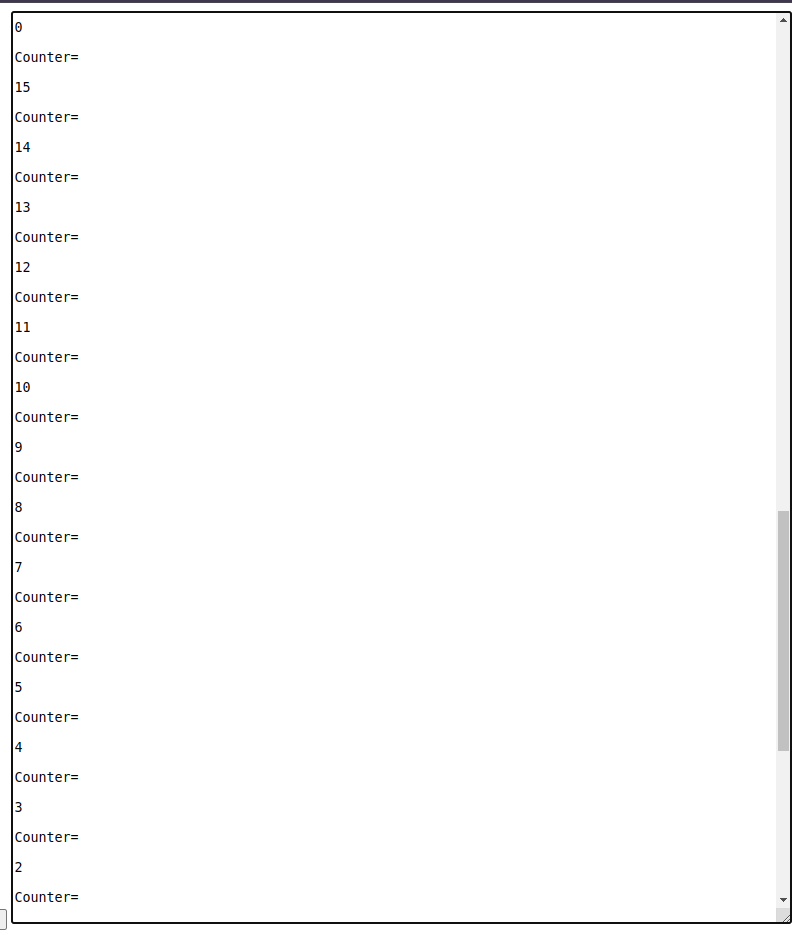 0
Counter=
15
Counter=
14
Counter=
13
Counter=
12
Counter=
11
Counter=
10
Counter=
9
Counter=
8
Counter=
7
Counter=
6
Counter=
5
Counter=
4
Counter=
3
Counter=
2
Counter=